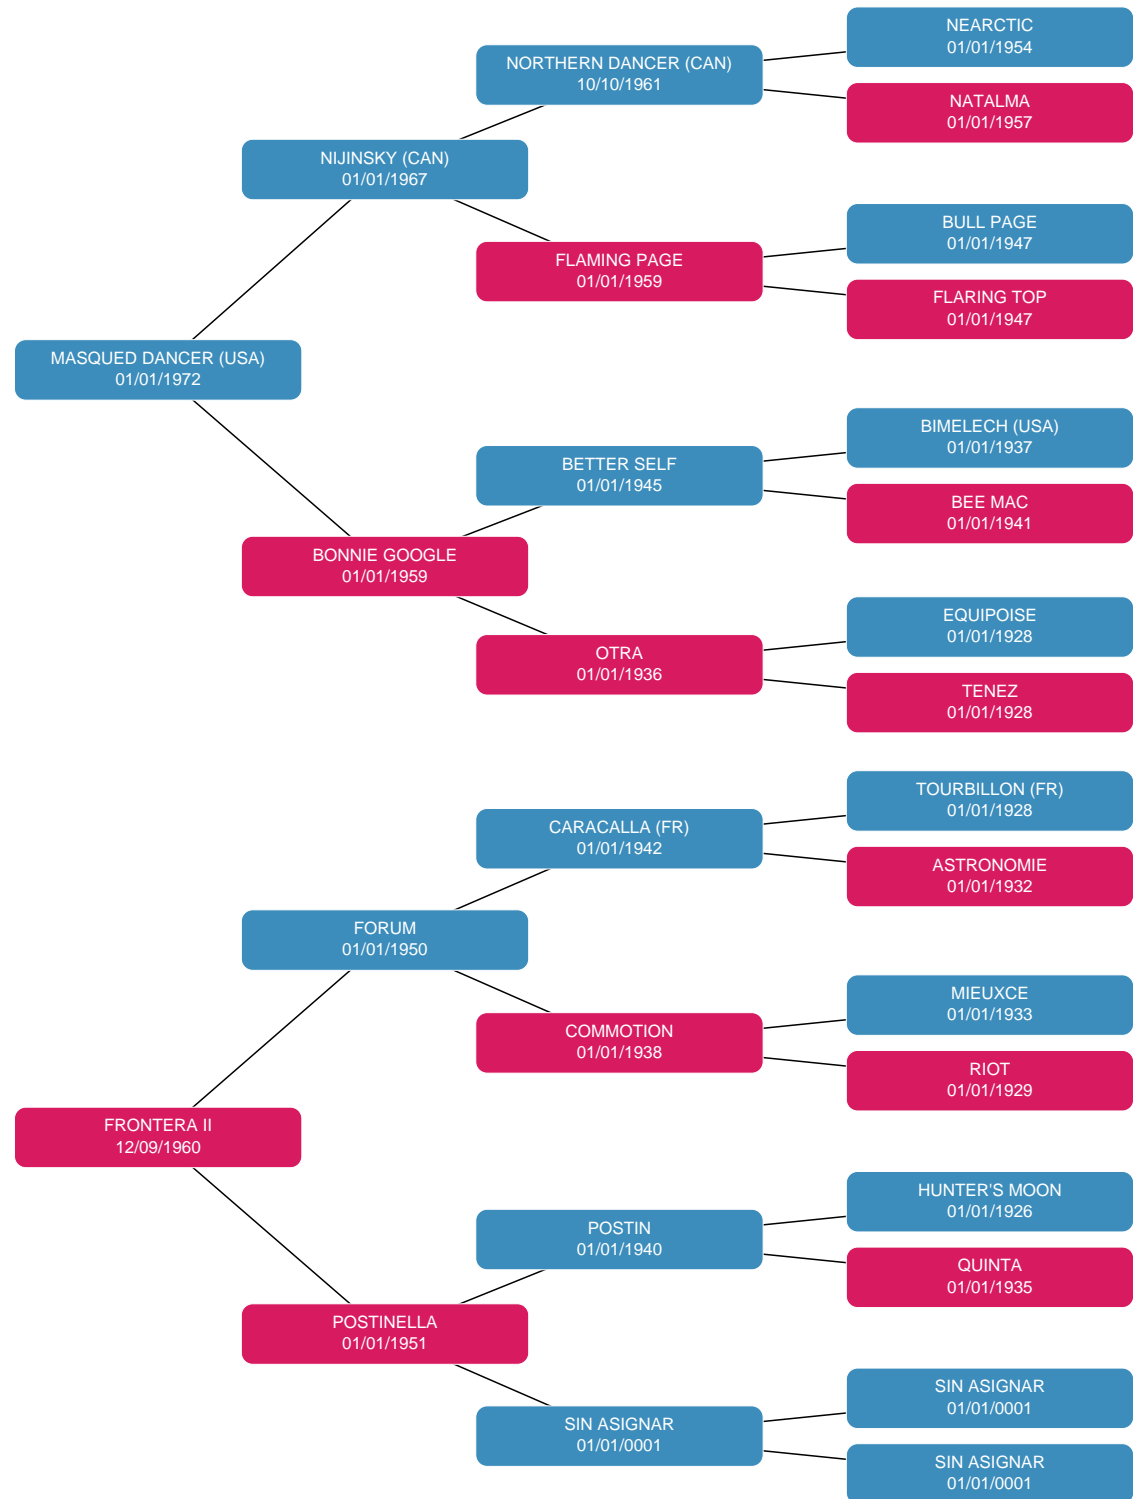 NEARCTIC
01/01/1954
NORTHERN DANCER (CAN)
10/10/1961
NATALMA
01/01/1957
NIJINSKY (CAN)
01/01/1967
BULL PAGE
01/01/1947
FLAMING PAGE
01/01/1959
FLARING TOP
01/01/1947
MASQUED DANCER (USA)
01/01/1972
BIMELECH (USA)
01/01/1937
BETTER SELF
01/01/1945
BEE MAC
01/01/1941
BONNIE GOOGLE
01/01/1959
EQUIPOISE
01/01/1928
OTRA
01/01/1936
TENEZ
01/01/1928
TOURBILLON (FR)
01/01/1928
CARACALLA (FR)
01/01/1942
ASTRONOMIE
01/01/1932
FORUM
01/01/1950
MIEUXCE
01/01/1933
COMMOTION
01/01/1938
RIOT
01/01/1929
FRONTERA II
12/09/1960
HUNTER'S MOON
01/01/1926
POSTIN
01/01/1940
QUINTA
01/01/1935
POSTINELLA
01/01/1951
SIN ASIGNAR
01/01/0001
SIN ASIGNAR
01/01/0001
SIN ASIGNAR
01/01/0001